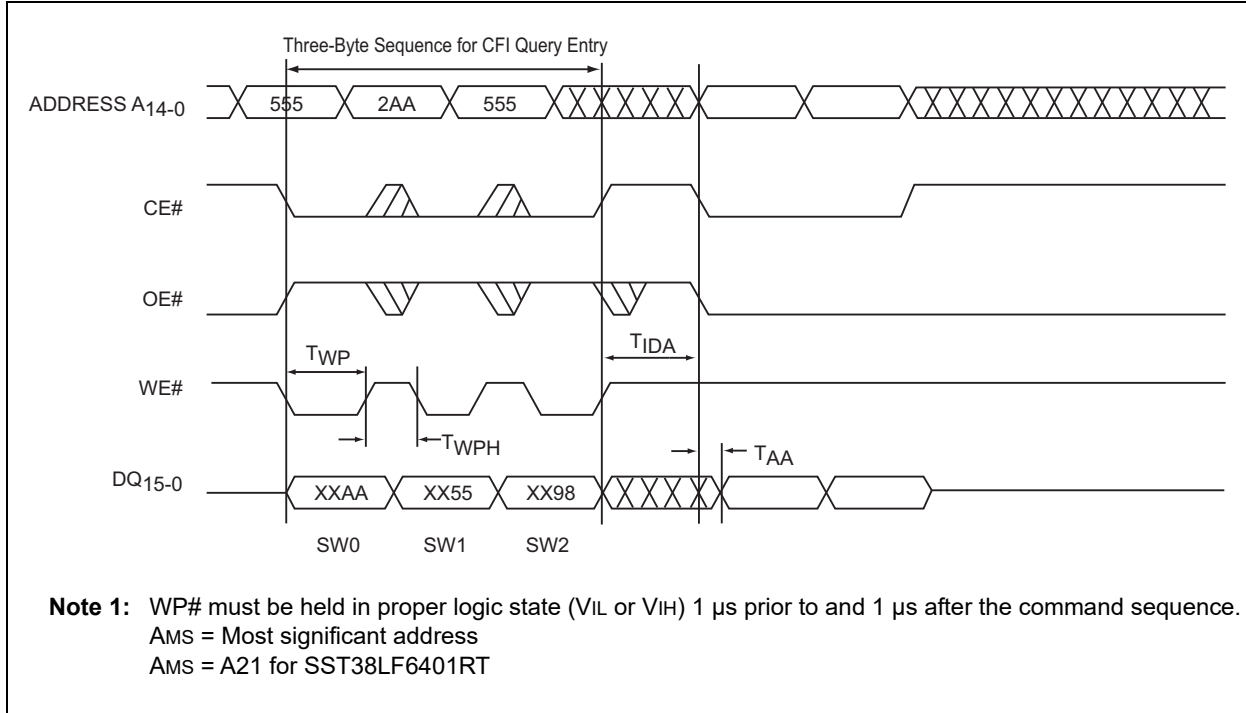 Three-Byte Sequence for CFI Query Entry
ADDRESS A14-0
555 2AA 555
CE#
OE#
TIDA
TWP
WE#
TWPH
TAA
DQ15-0
XXAA XX55 XX98
SW0 SW1 SW2
Note 1: WP# must be held in proper logic state (VIL or VIH) 1 µs prior to and 1 µs after the command sequence.
AMS = Most significant address
AMS = A21 for SST38LF6401RT